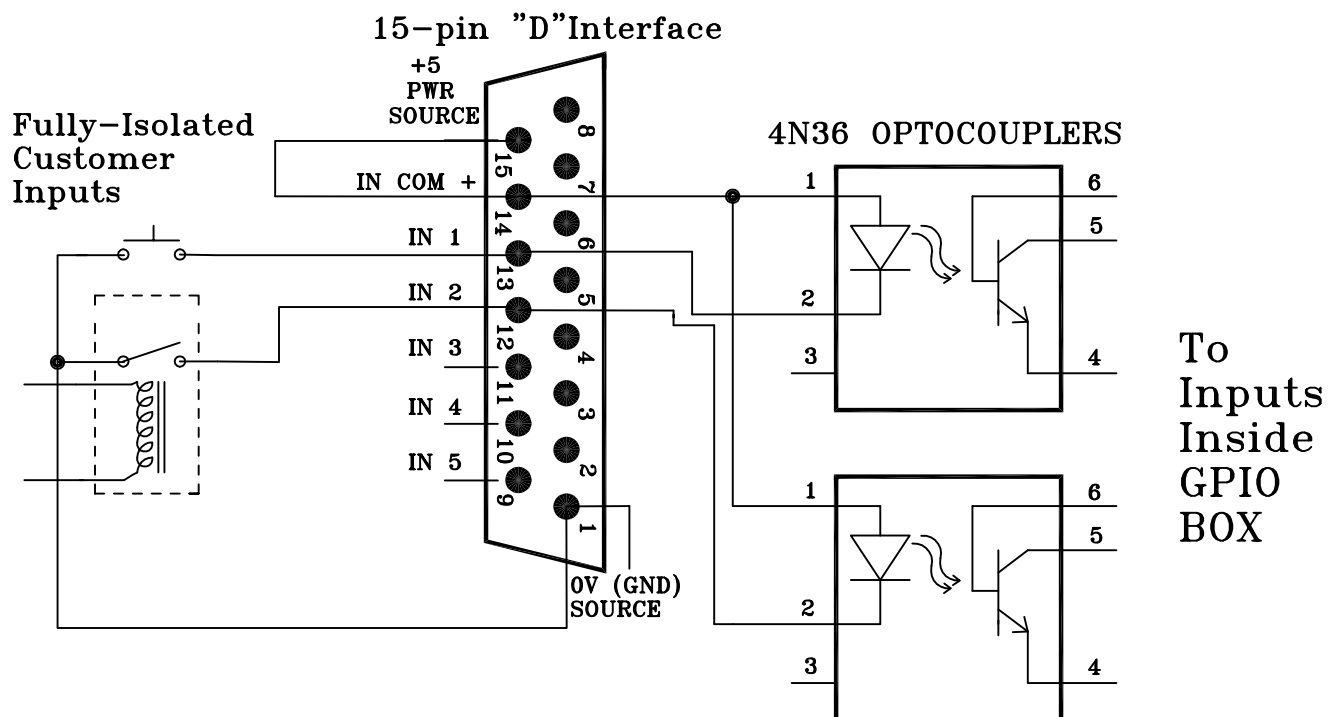 15-pin "D"Interface
+5
PWR
SOURCE
Fully-Isolated
Customer
Inputs
IN COM +
IN 1
IN 2
IN 3
IN 4
IN 5
15
14
13
12
11
10
9
8
7
6
5
4
3
2
1
0V (GND)
SOURCE
4N36 OPTOCOUPLERS
1
2
3
6
5
4
1
2
3
6
5
4
To
Inputs
Inside
GPIO
BOX